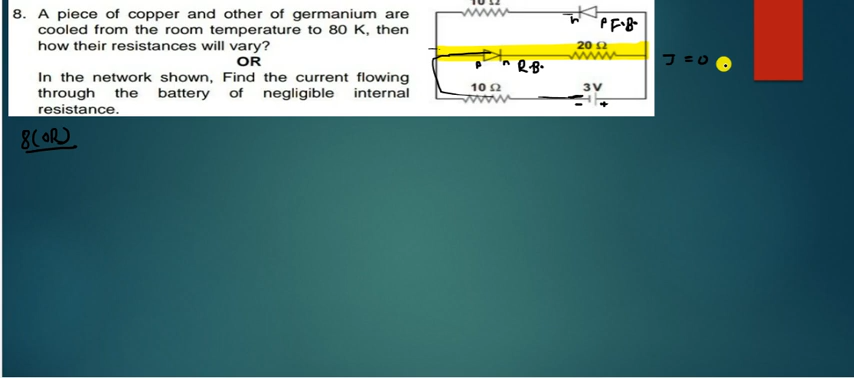 10 Ω
8. A piece of copper and other of germanium are
cooled from the room temperature to 80 K, then
how their resistances will vary?
OR
In the network shown, Find the current flowing
through the battery of negligible internal
resistance.
n P F.B.
20 Ω
P n R.B.
I = 0
10 Ω
3 V
- +
8(OR)